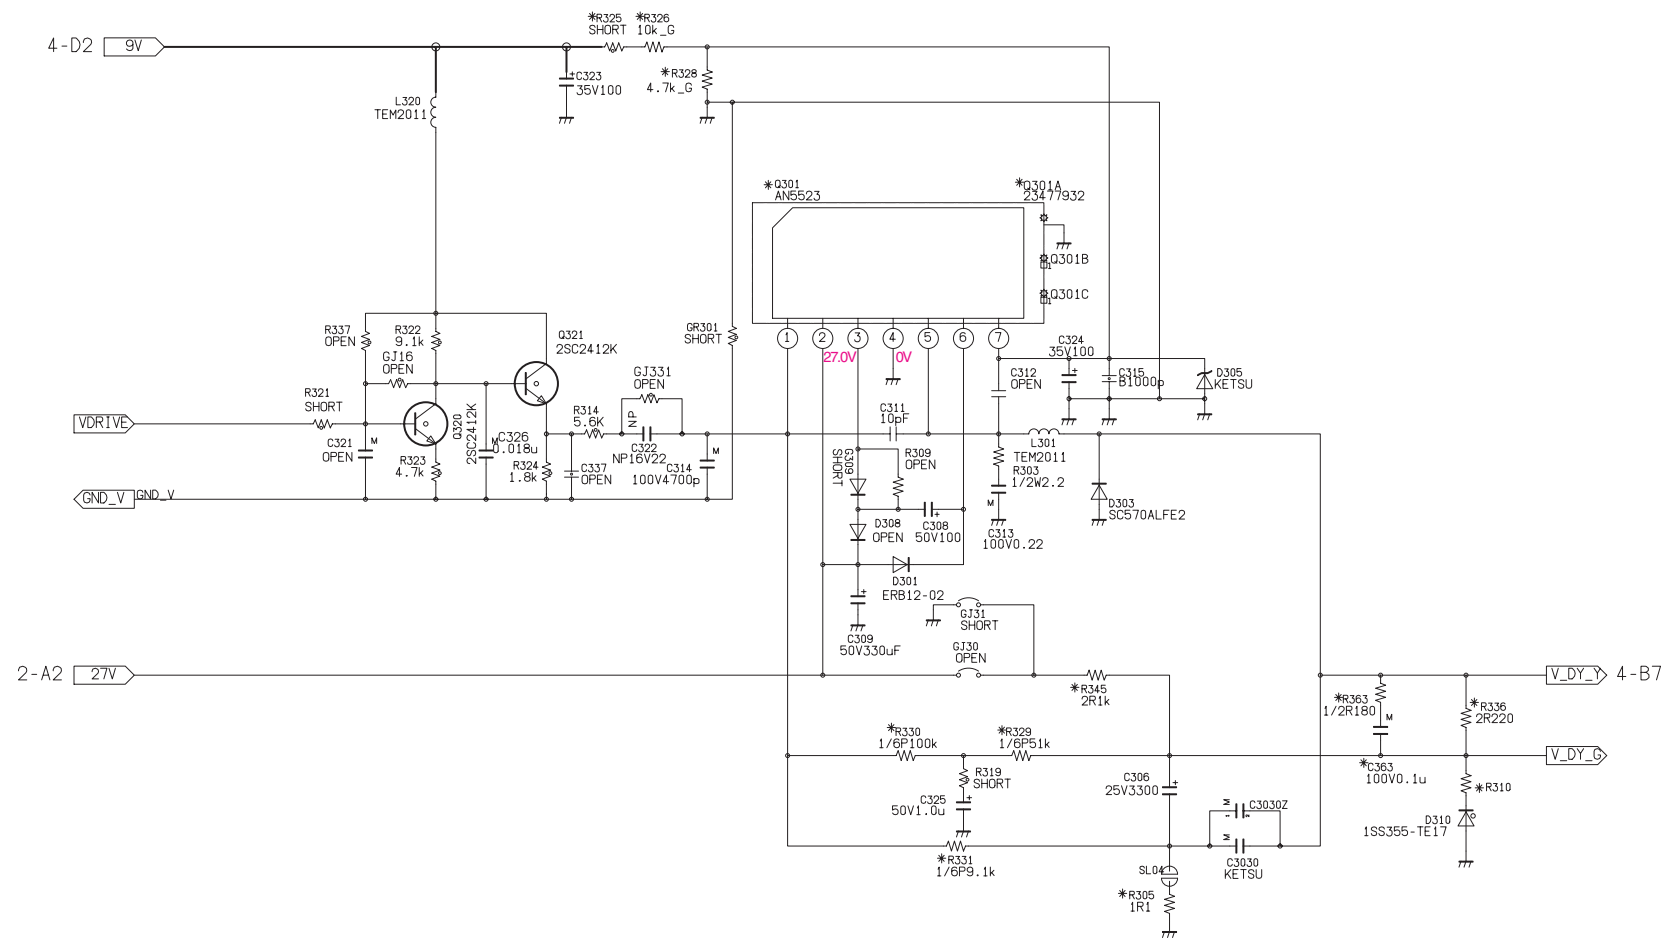 *R325
SHORT
*R326
10k_G
4-D2
9V
*R328
4.7k_G
+
C323
35V100
L320
TEM2011
*Q301
AN5523
*Q301A
23477932
Q301B
1
Q301C
1
R337
OPEN
R322
9.1k
GJ16
OPEN
Q321
2SC2412K
GR301
SHORT
1
2
3
4
5
6
7
27.0V
0V
C324
35V100
+
C312
OPEN
C315
B1000p
D305
KETSU
R321
SHORT
VDRIVE
GJ331
OPEN
R314
5.6K
NP
C322
NP16V22
C311
10pF
Q320
2SC2412K
M
C321
OPEN
R323
4.7k
M
C326
0.018u
R324
1.8k
C337
OPEN
C314
100V4700p
M
G309
SHORT
R309
OPEN
L301
TEM2011
R303
1/2W2.2
GND_V
GND_V
D308
OPEN
+
C308
50V100
M
C313
100V0.22
D303
SC570ALFE2
D301
ERB12-02
+
C309
50V330uF
GJ31
SHORT
GJ30
OPEN
2-A2
27V
*R345
2R1k
V_DY_Y
4-B7
*R363
1/2R180
M
*R336
2R220
*R330
1/6P100k
*R329
1/6P51k
V_DY_G
R319
SHORT
C325
50V1.0u
+
C306
25V3300
+
*C363
100V0.1u
*R310
M
C3030Z
1
2
D310
1SS355-TE17
M
C3030
KETSU
*R331
1/6P9.1k
SL04
*R305
1R1